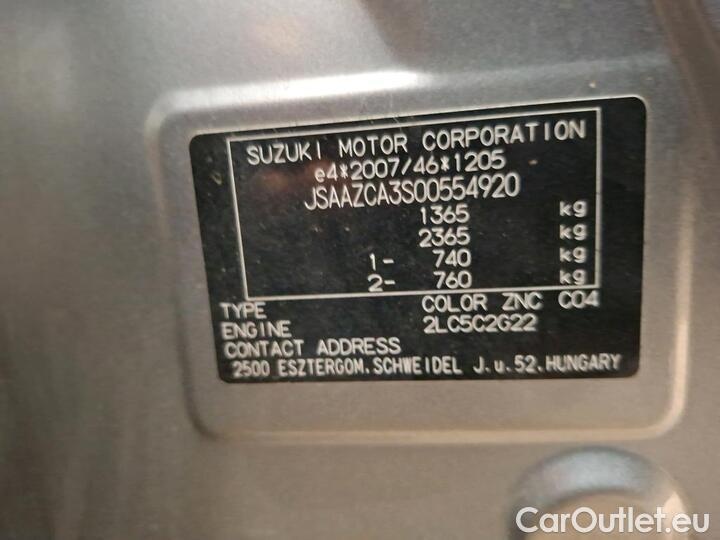 SUZUKI MOTOR CORPORATION
e4*2007/46*1205
JSAAZCA3S00554920
1365 kg
2365 kg
1- 740 kg
2- 760 kg
TYPE COLOR ZNC C04
ENGINE 2LC5C2G22
CONTACT ADDRESS
2500 ESZTERGOM.SCHWEIDEL J.u.52.HUNGARY
CarOutlet.eu